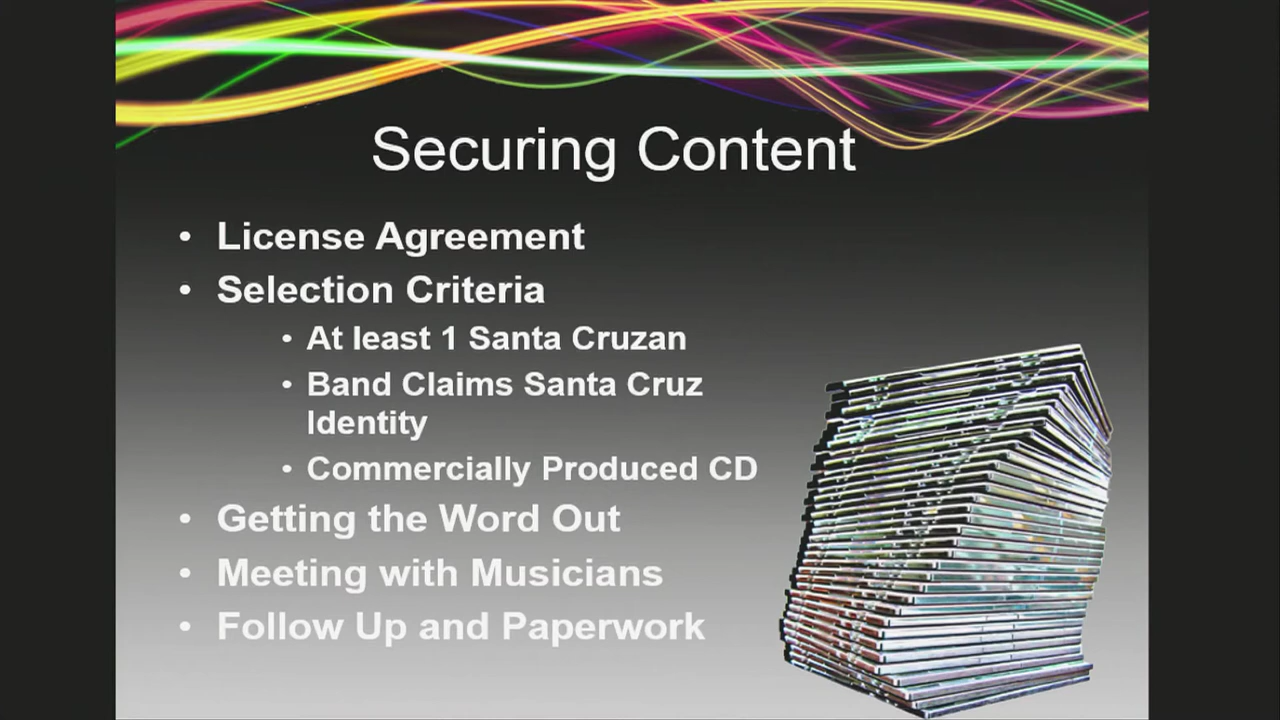 Securing Content
• License Agreement
• Selection Criteria
• At least 1 Santa Cruzan
• Band Claims Santa Cruz
Identity
• Commercially Produced CD
• Getting the Word Out
• Meeting with Musicians
• Follow Up and Paperwork